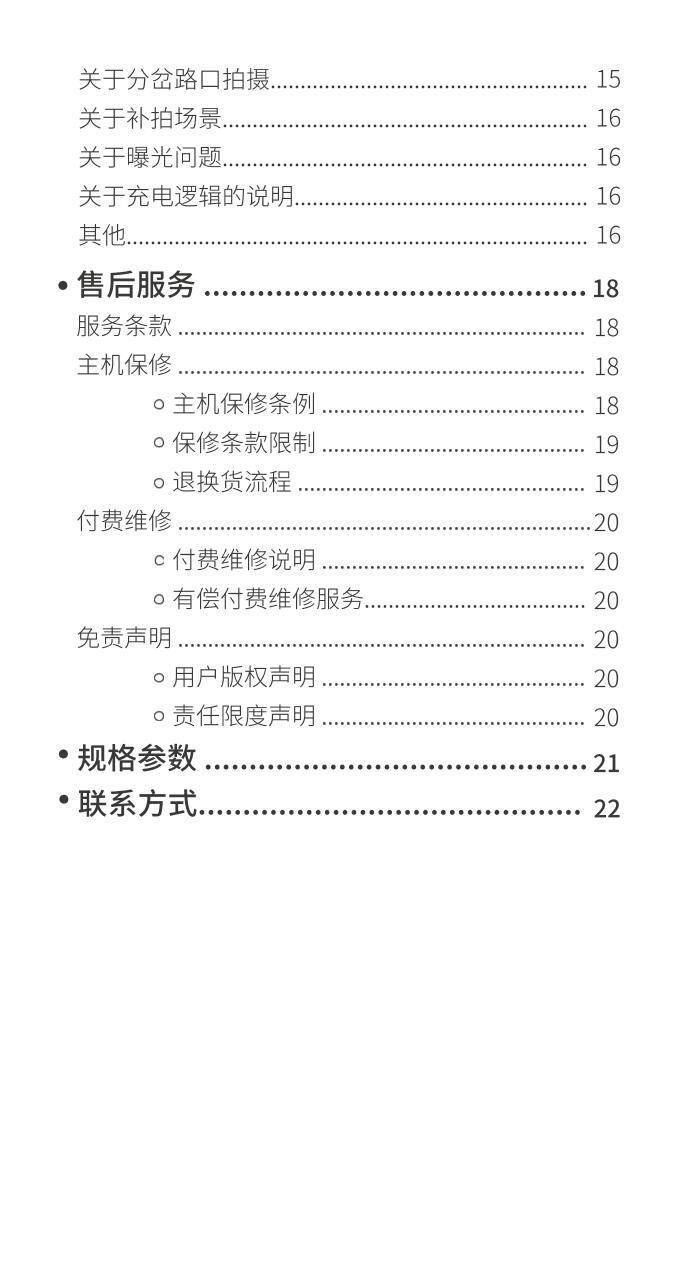 关于分岔路口拍摄..................................................... 15
关于补拍场景............................................................. 16
关于曝光问题............................................................. 16
关于充电逻辑的说明................................................. 16
其他............................................................................. 16
• 售后服务 ............................................ 18
服务条款 .................................................................... 18
主机保修 .................................................................... 18
○ 主机保修条例 ............................................ 18
○ 保修条款限制 ............................................ 19
○ 退换货流程 ................................................ 19
付费维修 .....................................................................20
○ 付费维修说明 ............................................ 20
○ 有偿付费维修服务..................................... 20
免责声明 .................................................................... 20
○ 用户版权声明 ............................................ 20
○ 责任限度声明 ............................................ 20
• 规格参数 ............................................ 21
• 联系方式............................................ 22